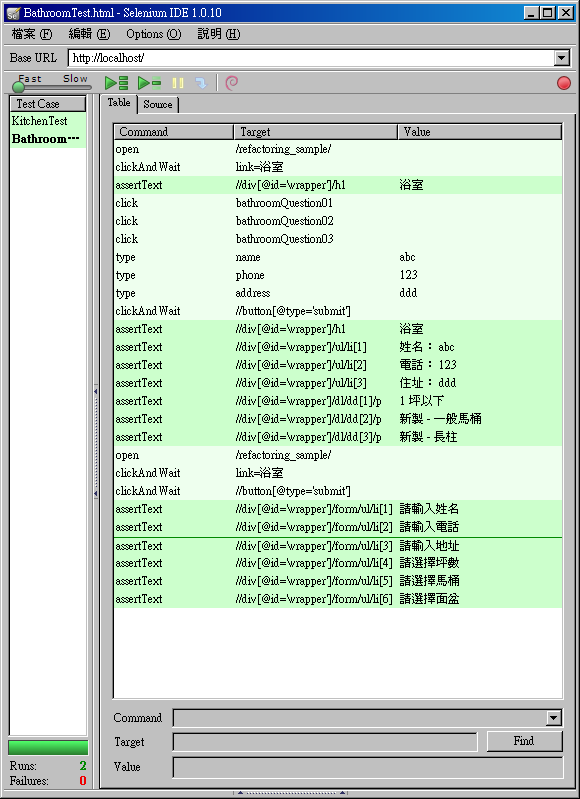 BathroomTest.html - Selenium IDE 1.0.10
檔案 (F) 編輯 (E) Options (O) 說明 (H)
Base URL http://localhost/
Fast Slow
Test Case
KitchenTest
Bathroom···
Table Source
Command Target Value
open /refactoring_sample/
clickAndWait link=浴室
assertText //div[@id='wrapper']/h1 浴室
click bathroomQuestion01
click bathroomQuestion02
click bathroomQuestion03
type name abc
type phone 123
type address ddd
clickAndWait //button[@type='submit']
assertText //div[@id='wrapper']/h1 浴室
assertText //div[@id='wrapper']/ul/li[1] 姓名： abc
assertText //div[@id='wrapper']/ul/li[2] 電話： 123
assertText //div[@id='wrapper']/ul/li[3] 住址： ddd
assertText //div[@id='wrapper']/dl/dd[1]/p 1 坪以下
assertText //div[@id='wrapper']/dl/dd[2]/p 新製 - 一般馬桶
assertText //div[@id='wrapper']/dl/dd[3]/p 新製 - 長柱
open /refactoring_sample/
clickAndWait link=浴室
clickAndWait //button[@type='submit']
assertText //div[@id='wrapper']/form/ul/li[1] 請輸入姓名
assertText //div[@id='wrapper']/form/ul/li[2] 請輸入電話
assertText //div[@id='wrapper']/form/ul/li[3] 請輸入地址
assertText //div[@id='wrapper']/form/ul/li[4] 請選擇坪數
assertText //div[@id='wrapper']/form/ul/li[5] 請選擇馬桶
assertText //div[@id='wrapper']/form/ul/li[6] 請選擇面盆
Command
Target Find
Value
Runs: 2
Failures: 0